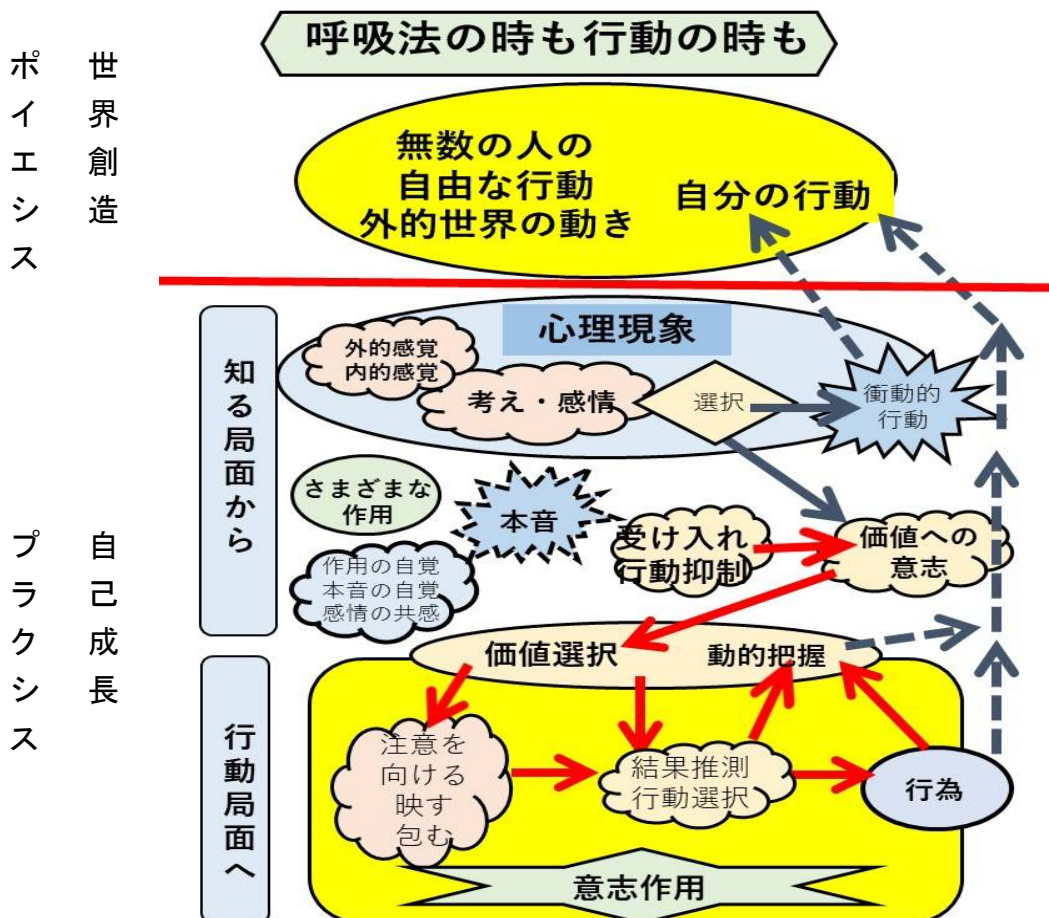 呼吸法の時も行動の時も
世界創造
ポイエシス
無数の人の
自由な行動
外的世界の動き
自分の行動
知る局面から
心理現象
外的感覚
内的感覚
考え・感情
選択
衝動的
行動
さまざまな
作用
本音
受け入れ
行動抑制
価値への
意志
作用の自覚
本音の自覚
感情の共感
自己成長
プラクシス
行動局面へ
価値選択
動的把握
注意を
向ける
映す
包む
結果推測
行動選択
行為
意志作用